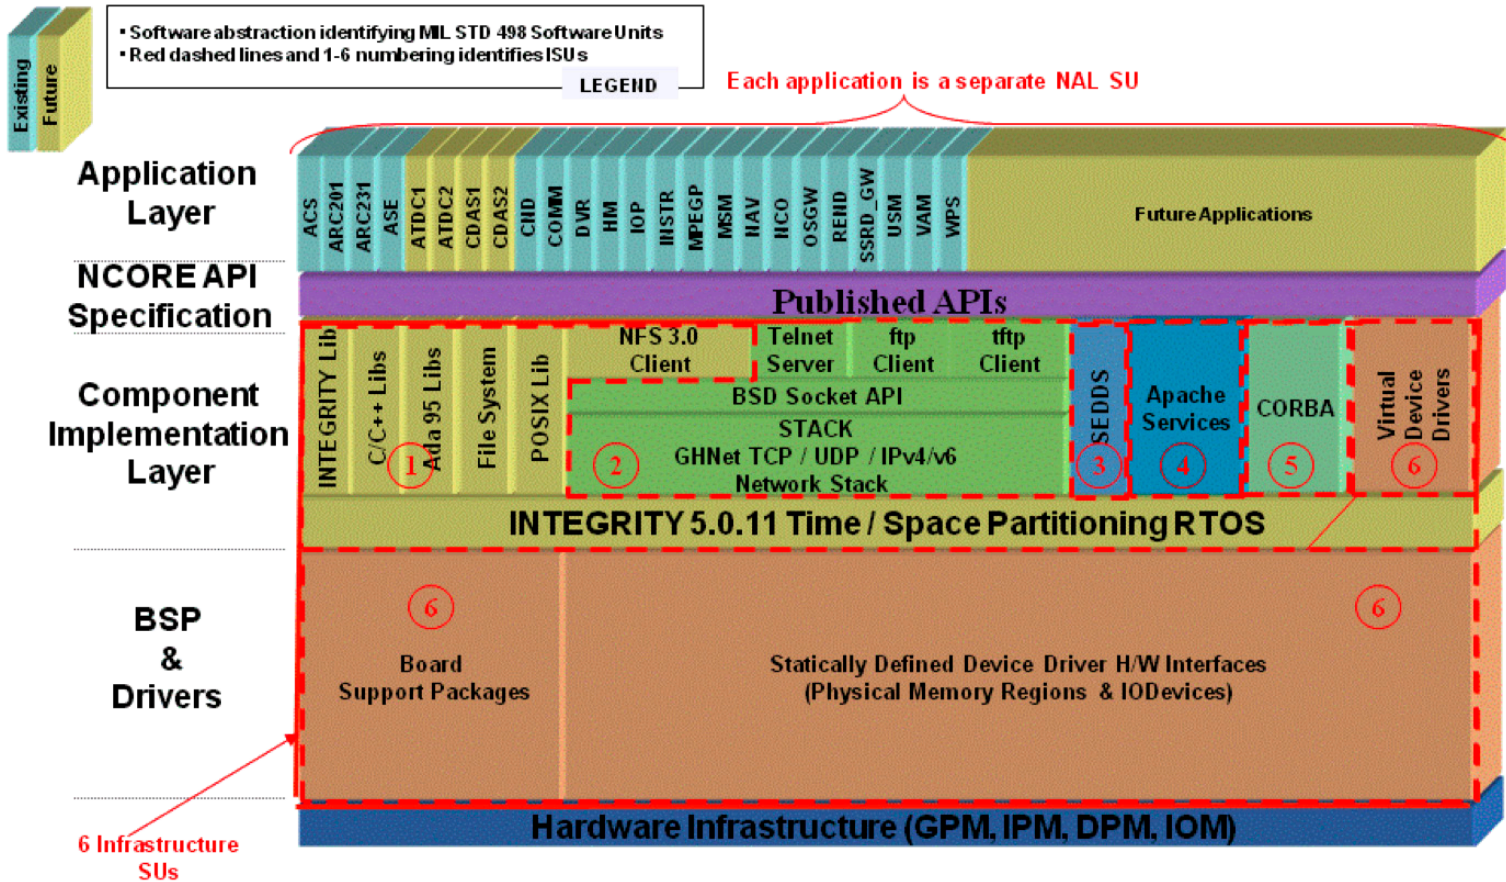 • Software abstraction identifying MIL STD 498 Software Units
• Red dashed lines and 1-6 numbering identifies ISUs
LEGEND
Existing
Future
Each application is a separate NAL SU
Application
Layer
ACS
ARC201
ARC231
ASE
ATDC1
ATDC2
CDAS1
CDAS2
CND
COMM
DVR
HM
IOP
INSTR
MPEGP
MSM
NAV
NCO
OSGW
REND
SSRD_GW
USM
VAM
WPS
Future Applications
NCORE API
Specification
Published APIs
Component
Implementation
Layer
INTEGRITY Lib
C/C++ Libs
Ada 95 Libs
File System
POSIX Lib
1
NFS 3.0
Client
Telnet
Server
ftp
Client
tftp
Client
BSD Socket API
STACK
GHNet TCP / UDP / IPv4/v6
Network Stack
2
SEDDS
3
Apache
Services
4
CORBA
5
Virtual
Device
Drivers
6
INTEGRITY 5.0.11 Time / Space Partitioning RTOS
BSP
&
Drivers
6
Board
Support Packages
6
Statically Defined Device Driver H/W Interfaces
(Physical Memory Regions & IODevices)
Hardware Infrastructure (GPM, IPM, DPM, IOM)
6 Infrastructure
SUs